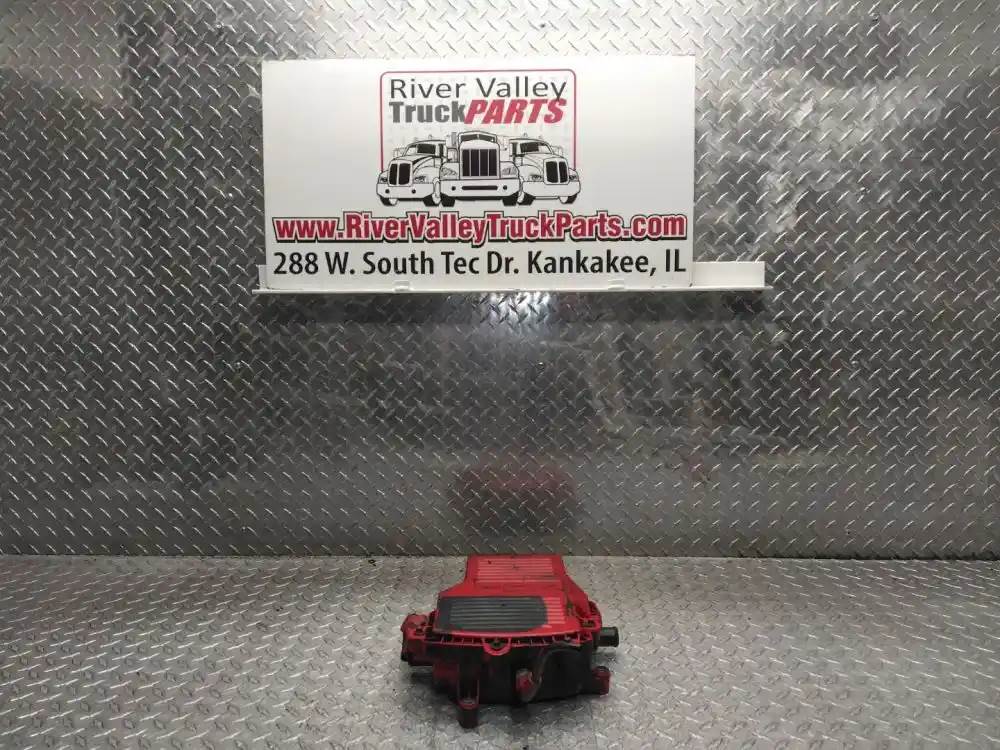 River Valley
TruckPARTS
www.RiverValleyTruckParts.com
288 W. South Tec Dr. Kankakee, IL